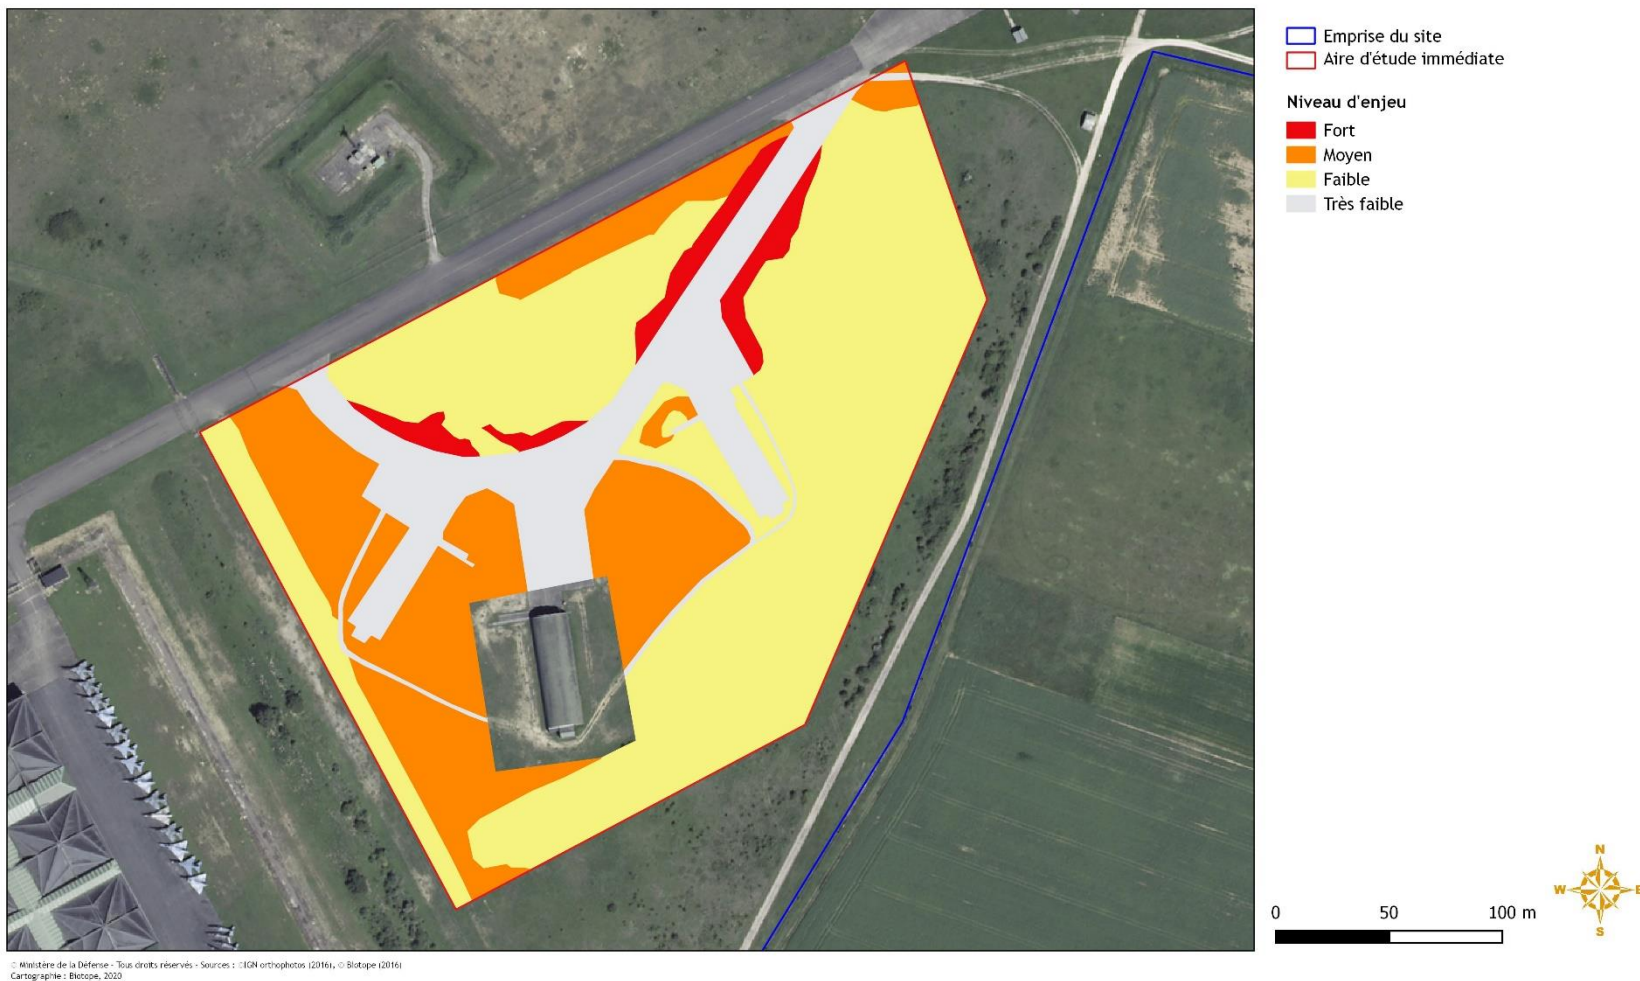 Emprise du site
Aire d'étude immédiate
Niveau d'enjeu
Fort
Moyen
Faible
Très faible
N
W E
S
0 50 100 m
© Ministère de la Défense - Tous droits réservés - Sources : ©IGN orthophotos (2016), © Biotope (2016)
Cartographie : Biotope, 2020